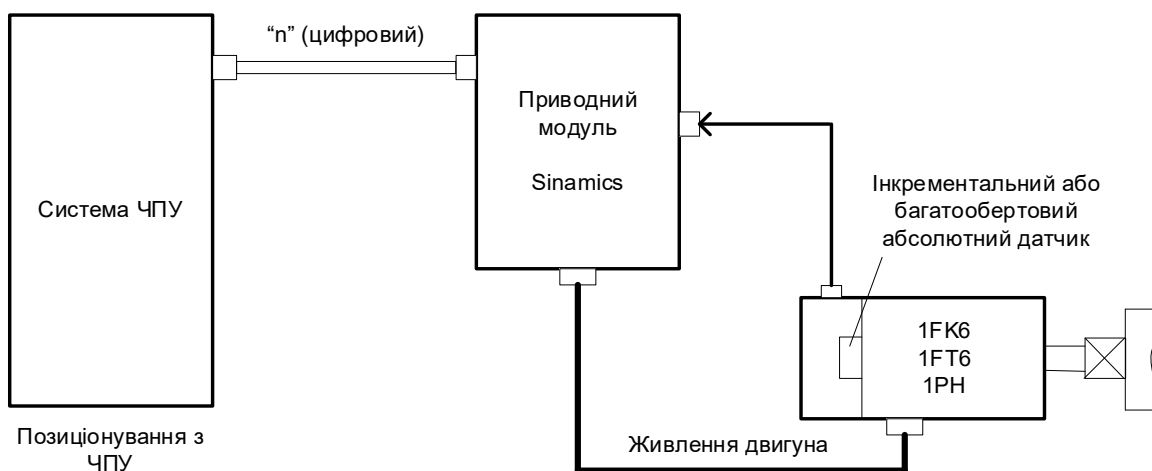 “n” (цифровий)
Приводний
модуль
Sinamics
Система ЧПУ
Інкрементальний або
багатообертовий
абсолютний датчик
1FK6
1FT6
1PH
Позиціонування з
ЧПУ
Живлення двигуна